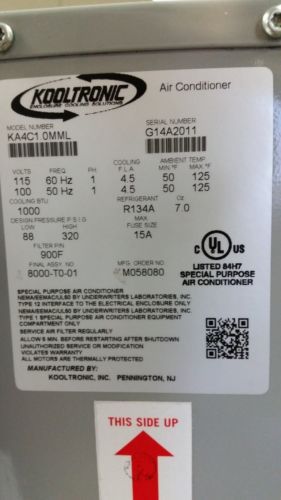 KOOLTRONIC
ENCLOSURE COOLING SOLUTIONS
Air Conditioner
MODEL NUMBER
KA4C1.0MML
SERIAL NUMBER
G14A2011
COOLING AMBIENT TEMP.
VOLTS FREQ PH F.L.A. MIN.°F MAX.°F
115 60 Hz 1 4.5 50 125
100 50 Hz 1 4.5 50 125
COOLING BTU REFRIGERANT Oz
1000 R134A 7.0
DESIGN PRESSURE P S I G MAX.
LOW HIGH FUSE SIZE
88 320 15A
FILTER P/N
900F
FINAL ASSY. NO. MFG. ORDER NO.
8000-T0-01 M058080
C UL US
®
LISTED 84H7
SPECIAL PURPOSE
AIR CONDITIONER
SPECIAL PURPOSE AIR CONDITIONER
NEMA/EEMAC/UL50 BY UNDERWRITERS LABORATORIES, INC.
TYPE 12 INTERFACE TO THE ELECTRICAL ENCLOSURE ONLY
NEMA/EEMAC/UL50 BY UNDERWRITERS LABORATORIES, INC.
TYPE 1 SPECIAL PURPOSE AIR CONDITIONER EQUIPMENT
COMPARTMENT ONLY
SERVICE AIR FILTER REGULARLY
ALLOW 5 MIN. BEFORE RESTARTING AFTER SHUTDOWN
UNAUTHORIZED SERVICE OR MODIFICATION
VIOLATES WARRANTY
ALL MOTORS ARE THERMALLY PROTECTED
MANUFACTURED BY:
KOOLTRONIC, INC. PENNINGTON, NJ
THIS SIDE UP